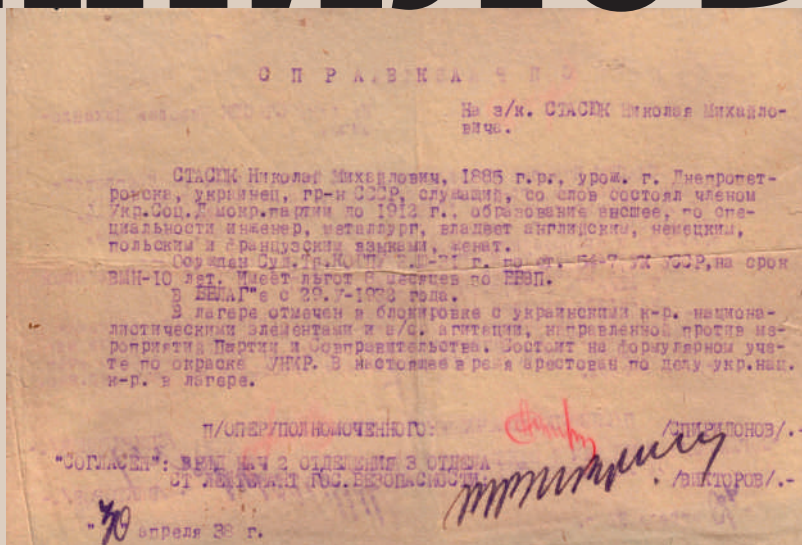 СПРАВКА
На з/к. СТАСЮК Николая Михайло-
вича.
СТАСЮК Николай Михайлович, 1885 г.р., урож. г. Днепропет-
ровска, украинец, гр-н СССР, служащий, со слов состоял членом
Укр.Соц.Демокр.партии до 1912 г., образование высшее, по спе-
циальности инженер, металлург, владеет английским, немецким,
польским и французским языками, женат.
Осужден г. по ст. 54-7 УК УССР, на срок
ВМН-10 лет. Имеет льгот 8 месяцев по
В с 29.V-1932 года.
В лагере отмечен в блокировке с украинскими к-р. национа-
листическими элементами и а/с. агитации, направленной против ме-
роприятий Партии и Совправительства. Состоит на формулярном уче-
те по окраске УНКР. В настоящее время арестован по делу укр.нац.
к-р. в лагере.
П/ОПЕРУПОЛНОМОЧЕННОГО: /СПИРИДОНОВ/.-
"СОГЛАСЕН": ВРИД НАЧ 2 ОТДЕЛЕНИЯ 3 ОТДЕЛА
СТ ЛЕЙТЕНАНТ ГОС.БЕЗОПАСНОСТИ: /ВИКТОРОВ/.-
"30 апреля 38 г.